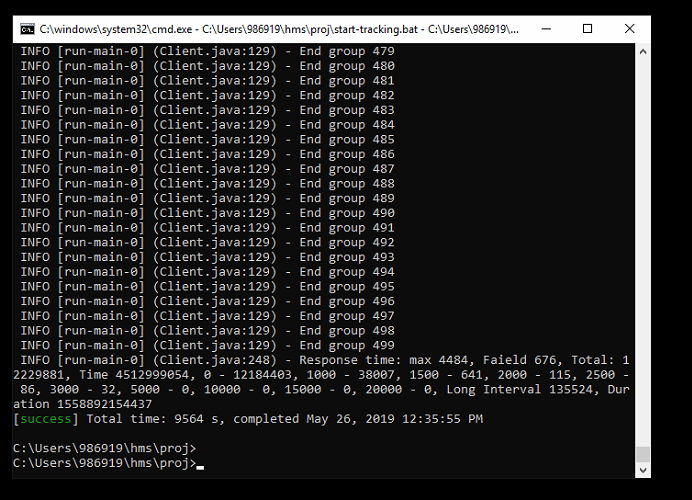 C:\windows\system32\cmd.exe - C:\Users\986919\hms\proj\start-tracking.bat - C:\Users\986919\...
INFO [run-main-0] (Client.java:129) - End group 479
INFO [run-main-0] (Client.java:129) - End group 480
INFO [run-main-0] (Client.java:129) - End group 481
INFO [run-main-0] (Client.java:129) - End group 482
INFO [run-main-0] (Client.java:129) - End group 483
INFO [run-main-0] (Client.java:129) - End group 484
INFO [run-main-0] (Client.java:129) - End group 485
INFO [run-main-0] (Client.java:129) - End group 486
INFO [run-main-0] (Client.java:129) - End group 487
INFO [run-main-0] (Client.java:129) - End group 488
INFO [run-main-0] (Client.java:129) - End group 489
INFO [run-main-0] (Client.java:129) - End group 490
INFO [run-main-0] (Client.java:129) - End group 491
INFO [run-main-0] (Client.java:129) - End group 492
INFO [run-main-0] (Client.java:129) - End group 493
INFO [run-main-0] (Client.java:129) - End group 494
INFO [run-main-0] (Client.java:129) - End group 495
INFO [run-main-0] (Client.java:129) - End group 496
INFO [run-main-0] (Client.java:129) - End group 497
INFO [run-main-0] (Client.java:129) - End group 498
INFO [run-main-0] (Client.java:129) - End group 499
INFO [run-main-0] (Client.java:248) - Response time: max 4484, Faield 676, Total: 1
2229881, Time 4512999054, 0 - 12184403, 1000 - 38007, 1500 - 641, 2000 - 115, 2500 -
86, 3000 - 32, 5000 - 0, 10000 - 0, 15000 - 0, 20000 - 0, Long Interval 135524, Dur
ation 1558892154437
[success] Total time: 9564 s, completed May 26, 2019 12:35:55 PM
C:\Users\986919\hms\proj>
C:\Users\986919\hms\proj>